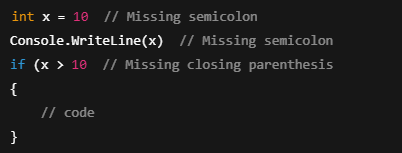 int x = 10  // Missing semicolon
Console.WriteLine(x)  // Missing semicolon
if (x > 10  // Missing closing parenthesis
{
    // code
}